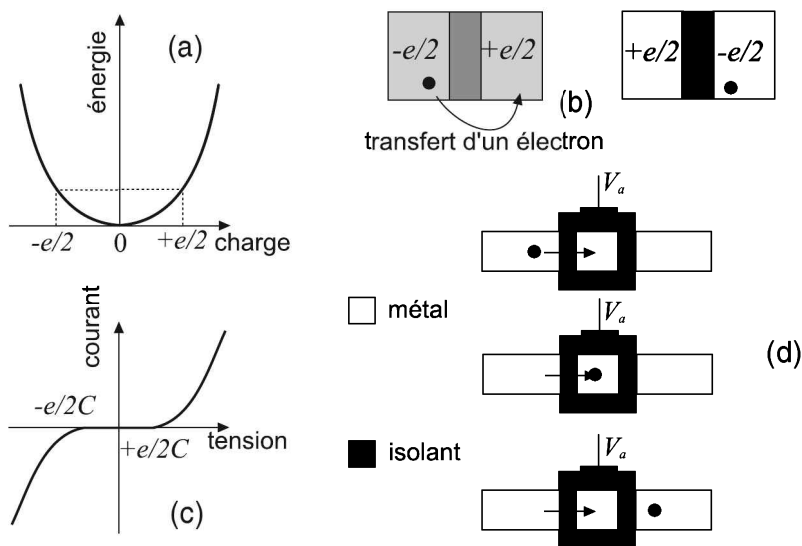 (a)
énergie
-e/2
0
+e/2
charge
-e/2
+e/2
+e/2
-e/2
(b)
transfert d'un électron
courant
-e/2C
+e/2C
tension
(c)
métal
isolant
V_a
V_a
V_a
(d)